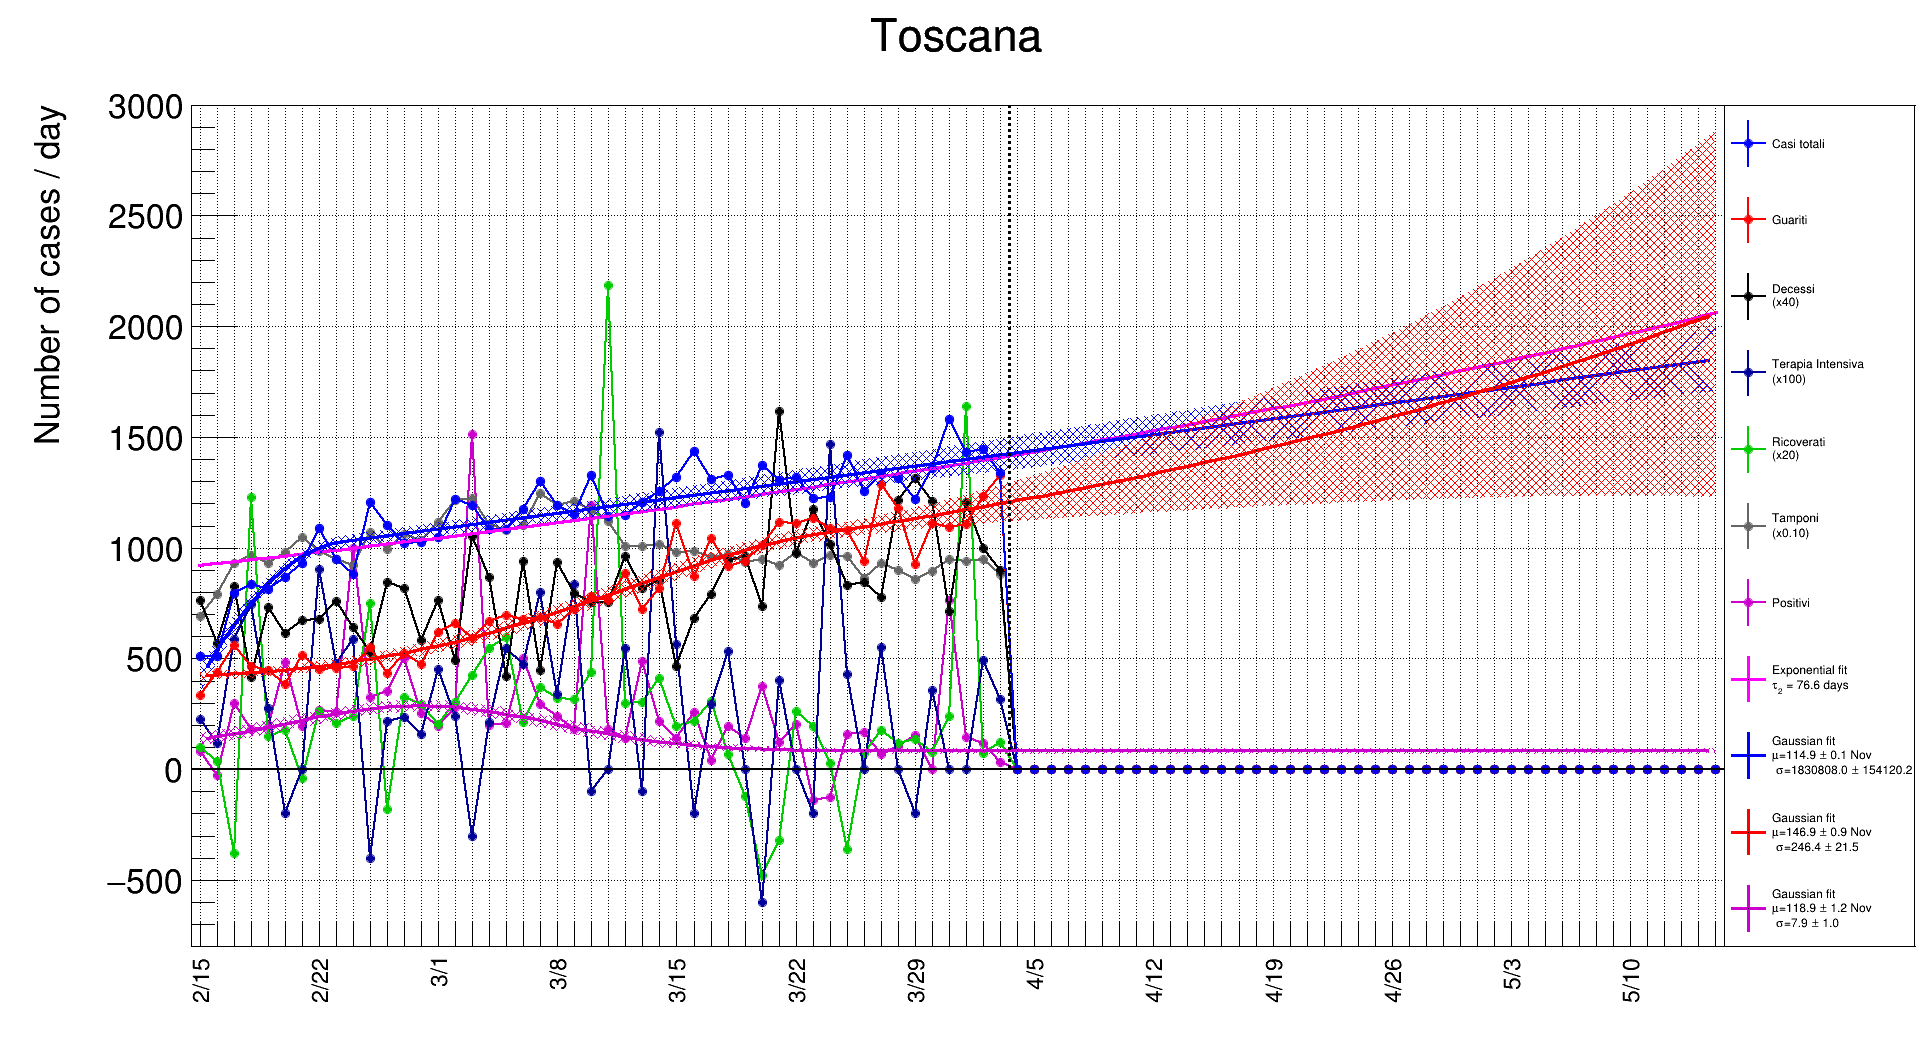 Toscana
Number of cases / day
3000
2500
2000
1500
1000
500
0
−500
2/15
2/22
3/1
3/8
3/15
3/22
3/29
4/5
4/12
4/19
4/26
5/3
5/10
Casi totali
Guariti
Decessi
(x40)
Terapia Intensiva
(x100)
Ricoverati
(x20)
Tamponi
(x0.10)
Positivi
Exponential fit
τ2 = 76.6 days
Gaussian fit
μ=114.9 ± 0.1 Nov
σ=1830808.0 ± 154120.2
Gaussian fit
μ=146.9 ± 0.9 Nov
σ=246.4 ± 21.5
Gaussian fit
μ=118.9 ± 1.2 Nov
σ=7.9 ± 1.0